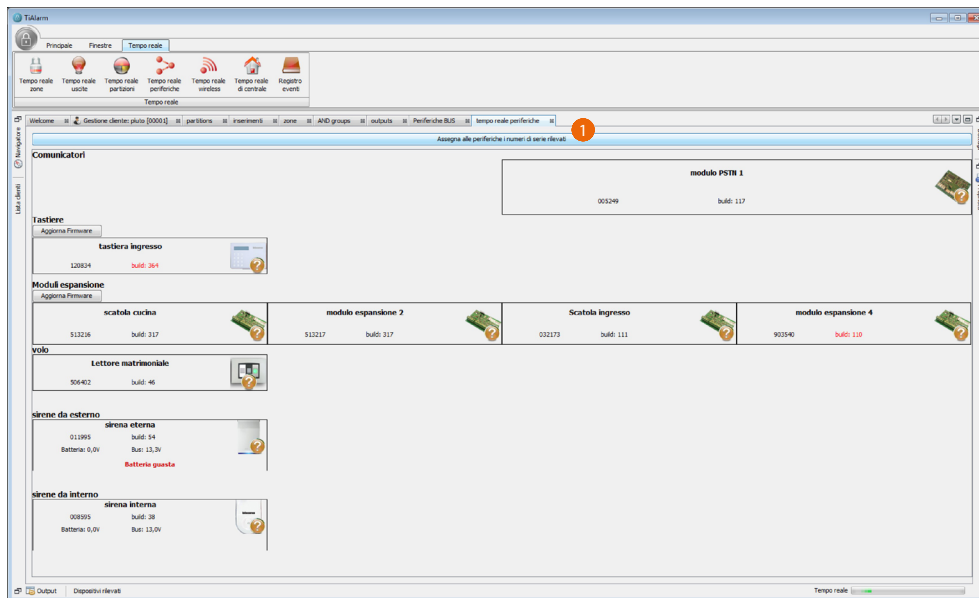 TiAlarm
Principale Finestre Tempo reale
Tempo reale zone
Tempo reale uscite
Tempo reale partizioni
Tempo reale periferiche
Tempo reale wireless
Tempo reale di centrale
Registro eventi
Tempo reale
Welcome Gestione cliente: pluto [00001] partitions inserimenti zone AND groups outputs Periferiche BUS tempo reale periferiche
1
Assegna alle periferiche i numeri di serie rilevati
Navigatore
Lista clienti
Comunicatori
modulo PSTN 1
005249 build: 117
Tastiere
Aggiorna Firmware
tastiera ingresso
120834 build: 364
Moduli espansione
Aggiorna Firmware
scatola cucina
513216 build: 317
modulo espansione 2
513217 build: 317
Scatola ingresso
032173 build: 111
modulo espansione 4
903540 build: 110
volo
Lettore matrimoniale
506402 build: 46
sirene da esterno
sirena eterna
011995 build: 54
Batteria: 0,0V Bus: 13,3V
Batteria guasta
sirene da interno
sirena interna
008595 build: 38
Batteria: 0,0V Bus: 13,0V
Output Dispositivi rilevati
Tempo reale